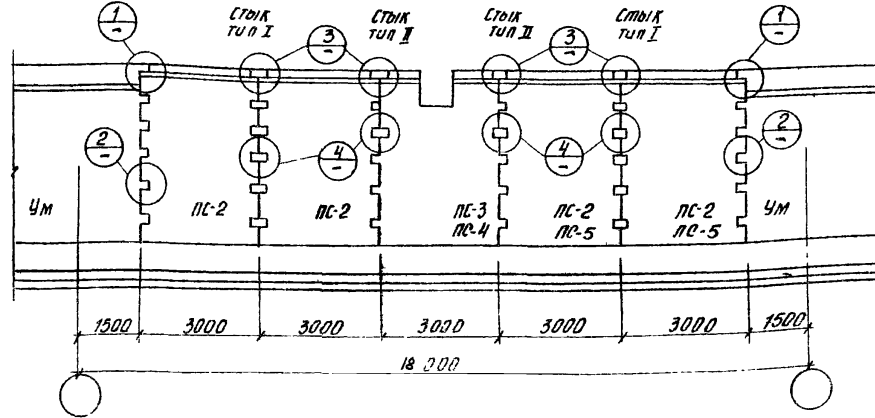 1
-
Стык
тип I
3
-
Стык
тип II
Стык
тип II
3
-
Стык
тип I
1
-
2
-
4
-
4
-
2
-
УМ
ПС-2
ПС-2
ПС-3
ПС-4
ПС-2
ПС-5
ПС-2
ПС-5
УМ
1500
3000
3000
3000
3000
3000
1500
18 000